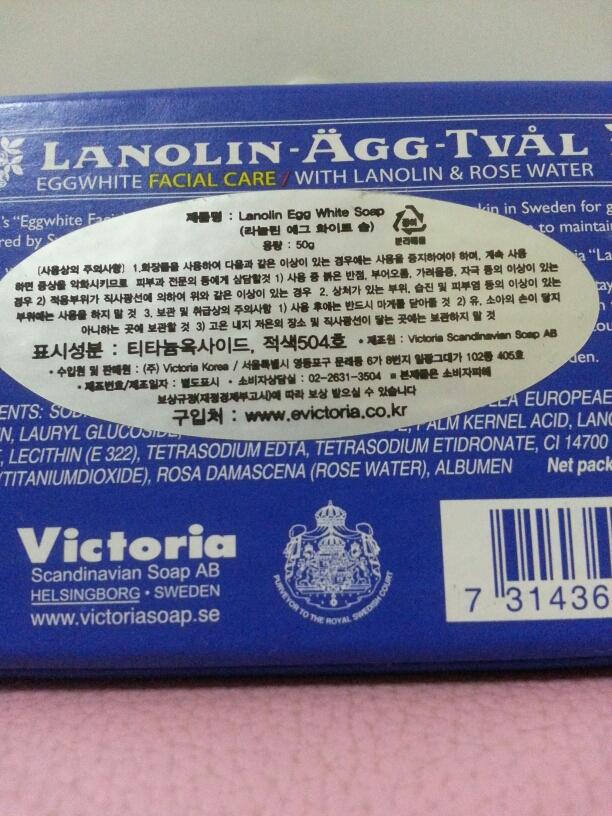 LANOLIN-ÄGG-TVÅL
EGGWHITE FACIAL CARE / WITH LANOLIN & ROSE WATER
제품명 : Lanolin Egg White Soap
(라놀린 에그 화이트 솝)
용량 : 50g
종이
분리배출
's "Eggwhite Fac
kin in Sweden for g
red by S
to maintai
ia "La
tay
den.
(사용상의 주의사항) 1.화장품을 사용하여 다음과 같은 이상이 있는 경우에는 사용을 중지하여야 하며, 계속 사용
하면 증상을 악화시키므로 피부과 전문의 등에게 상담할것 1) 사용 중 붉은 반점, 부어오름, 가려움증, 자극 등의 이상이 있는
경우 2) 적용부위가 직사광선에 의하여 위와 같은 이상이 있는 경우 2. 상처가 있는 부위, 습진 및 피부염 등의 이상이 있는
부위에는 사용을 하지 말 것 3. 보관 및 취급상의 주의사항 1) 사용 후에는 반드시 마개를 닫아둘 것 2) 유. 소아의 손이 닿지
아니하는 곳에 보관할 것 3) 고온 내지 저온의 장소 및 직사광선이 닿는 곳에는 보관하지 말 것
표시성분 : 티타늄옥사이드, 적색504호 • 제조원 : Victoria Scandinavian Soap AB
• 수입원 및 판매원 : (주) Victoria Korea / 서울특별시 영등포구 문래동 6가 8번지 일광그대가 102동 405호
• 제조번호/제조일자 : 별도표시 • 소비자상담실 : 02-2631-3504 ■ 본제품은 소비자피해
보상규정(재정경제부고시)에 따라 보상 받으실 수 있습니다
구입처 : www.evictoria.co.kr
ENTS: SOD
EUROPEAE
N, LAURYL GLUCOSIDE,
PALM KERNEL ACID, LANO
, LECITHIN (E 322), TETRASODIUM EDTA, TETRASODIUM ETIDRONATE, CI 14700
/TITANIUMDIOXIDE), ROSA DAMASCENA (ROSE WATER), ALBUMEN Net pack
Victoria
Scandinavian Soap AB
HELSINGBORG • SWEDEN
www.victoriasoap.se
PURVEYOR TO THE ROYAL SWEDISH COURT
7 31436